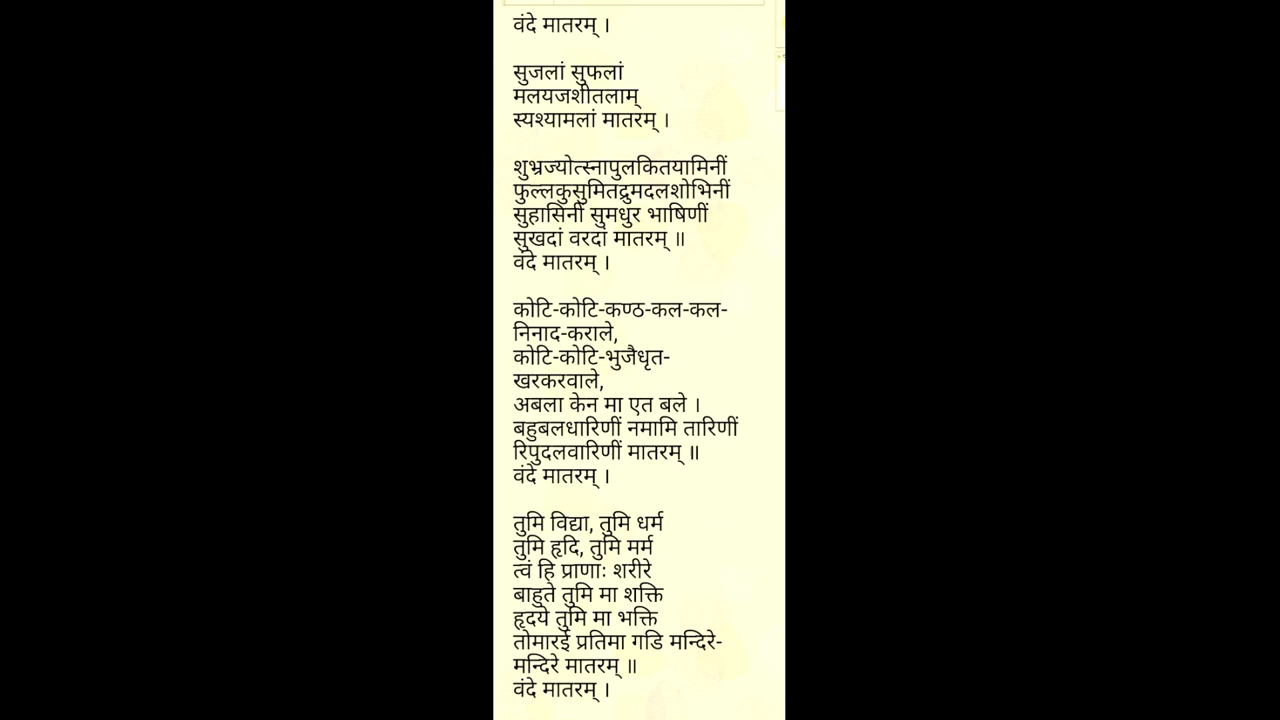 वंदे मातरम् ।
सुजलां सुफलां
मलयजशीतलाम्
स्यश्यामलां मातरम् ।
शुभ्रज्योत्स्नापुलकितयामिनीं
फुल्लकुसुमितद्रुमदलशोभिनीं
सुहासिनीं सुमधुर भाषिणीं
सुखदां वरदां मातरम् ॥
वंदे मातरम् ।
कोटि-कोटि-कण्ठ-कल-कल-
निनाद-कराले,
कोटि-कोटि-भुजैधृत-
खरकरवाले,
अबला केन मा एत बले ।
बहुबलधारिणीं नमामि तारिणीं
रिपुदलवारिणीं मातरम् ॥
वंदे मातरम् ।
तुमि विद्या, तुमि धर्म
तुमि हृदि, तुमि मर्म
त्वं हि प्राणाः शरीरे
बाहुते तुमि मा शक्ति
हृदये तुमि मा भक्ति
तोमारई प्रतिमा गडि मन्दिरे-
मन्दिरे मातरम् ॥
वंदे मातरम् ।